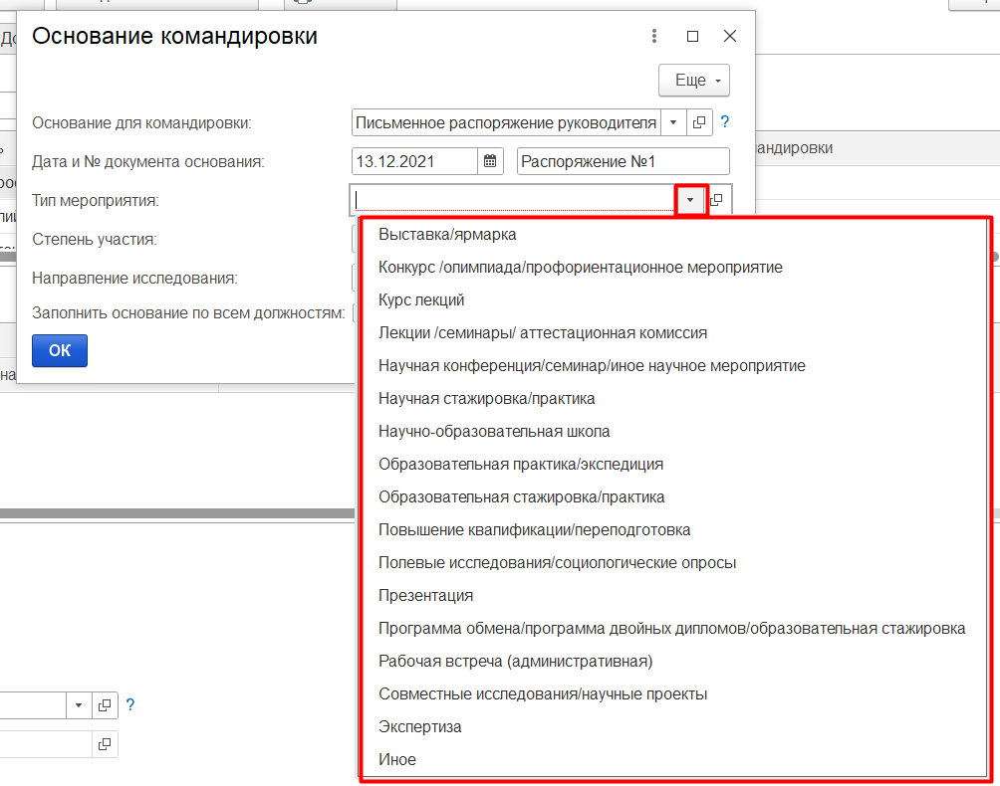 Основание командировки
Еще
Основание для командировки: Письменное распоряжение руководителя ?
Дата и № документа основания: 13.12.2021 Распоряжение №1
андировки
Тип мероприятия:
Степень участия:
Выставка/ярмарка
Конкурс /олимпиада/профориентационное мероприятие
Направление исследования:
Курс лекций
Заполнить основание по всем должностям:
Лекции /семинары/ аттестационная комиссия
ОК
Научная конференция/семинар/иное научное мероприятие
Научная стажировка/практика
Научно-образовательная школа
Образовательная практика/экспедиция
Образовательная стажировка/практика
Повышение квалификации/переподготовка
Полевые исследования/социологические опросы
Презентация
Программа обмена/программа двойных дипломов/образовательная стажировка
Рабочая встреча (административная)
Совместные исследования/научные проекты
?
Экспертиза
Иное